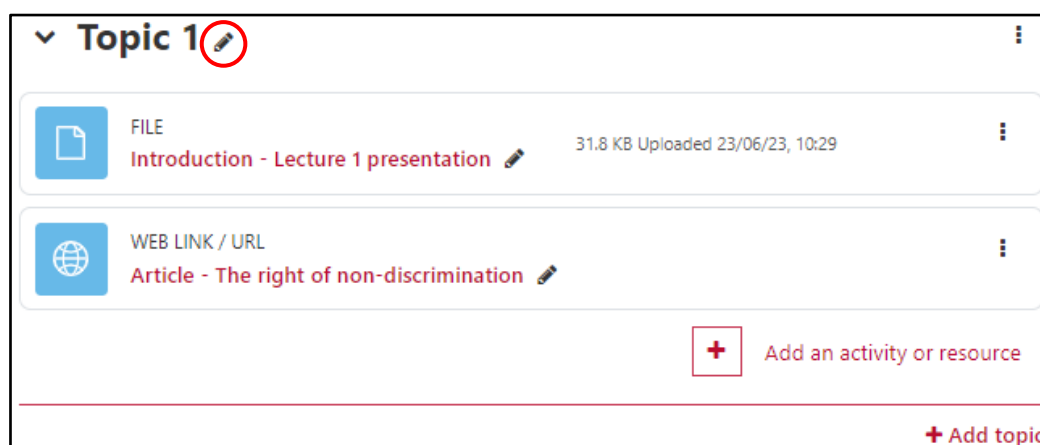 Topic 1
FILE
Introduction - Lecture 1 presentation
31.8 KB Uploaded 23/06/23, 10:29
WEB LINK / URL
Article - The right of non-discrimination
+ Add an activity or resource
+ Add topic